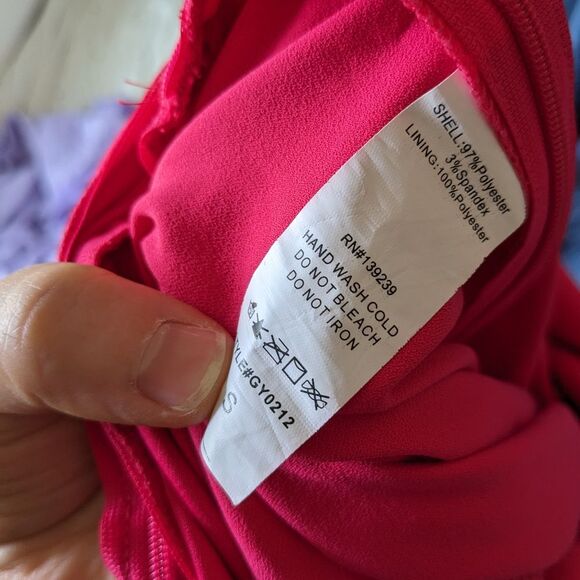 SHELL:97%Polyester
3%Spandex
LINING:100%Polyester
RN#139239
HAND WASH COLD
DO NOT BLEACH
DO NOT IRON
YLE#GY0212
S